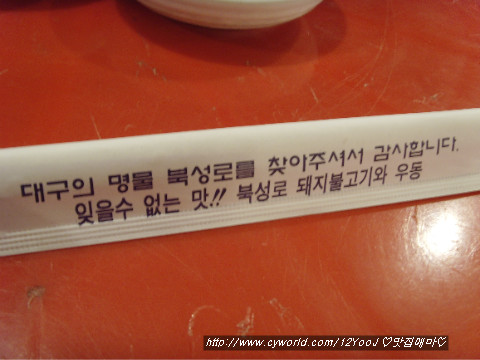 대구의 명물 북성로를 찾아주셔서 감사합니다.
잊을수 없는 맛!! 북성로 돼지불고기와 우동
http://www.cyworld.com/12YooJ ♡맛집매마♡